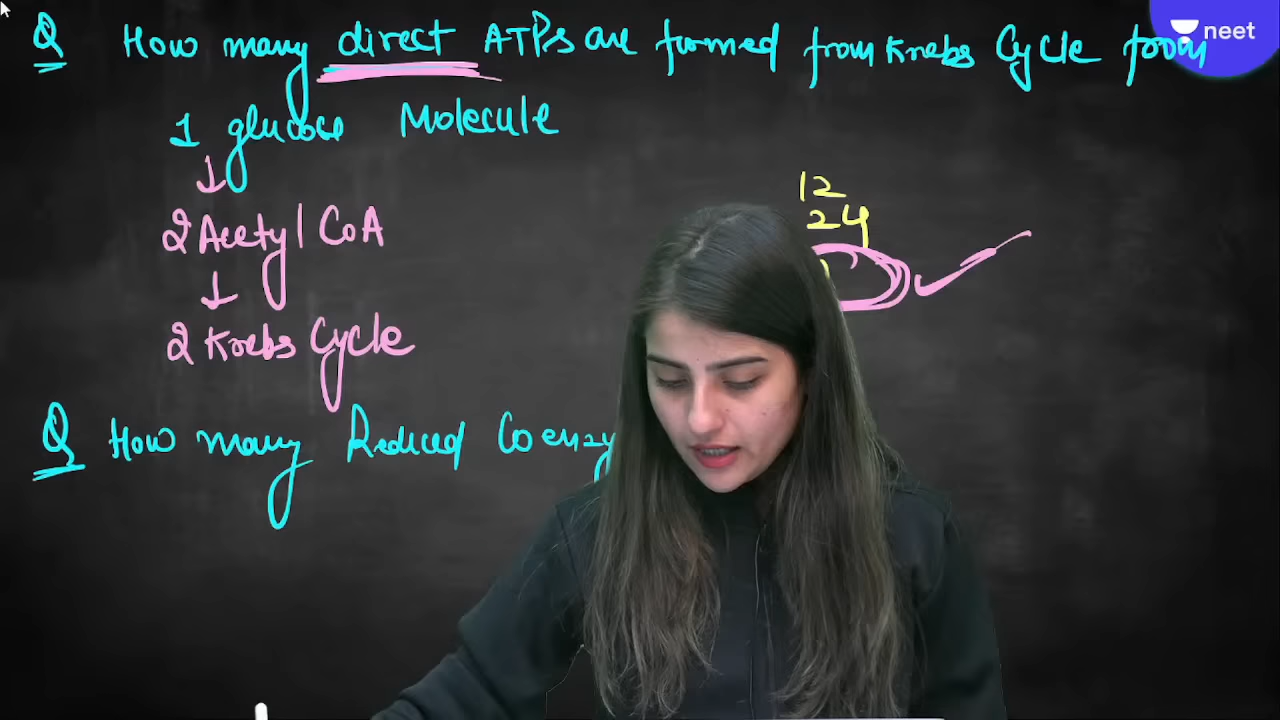 Q How many direct ATPs are formed from Krebs Cycle from
neet
1 glucose Molecule
↓
12
24
2 Acetyl CoA
↓
2 Krebs Cycle
Q How many Reduced